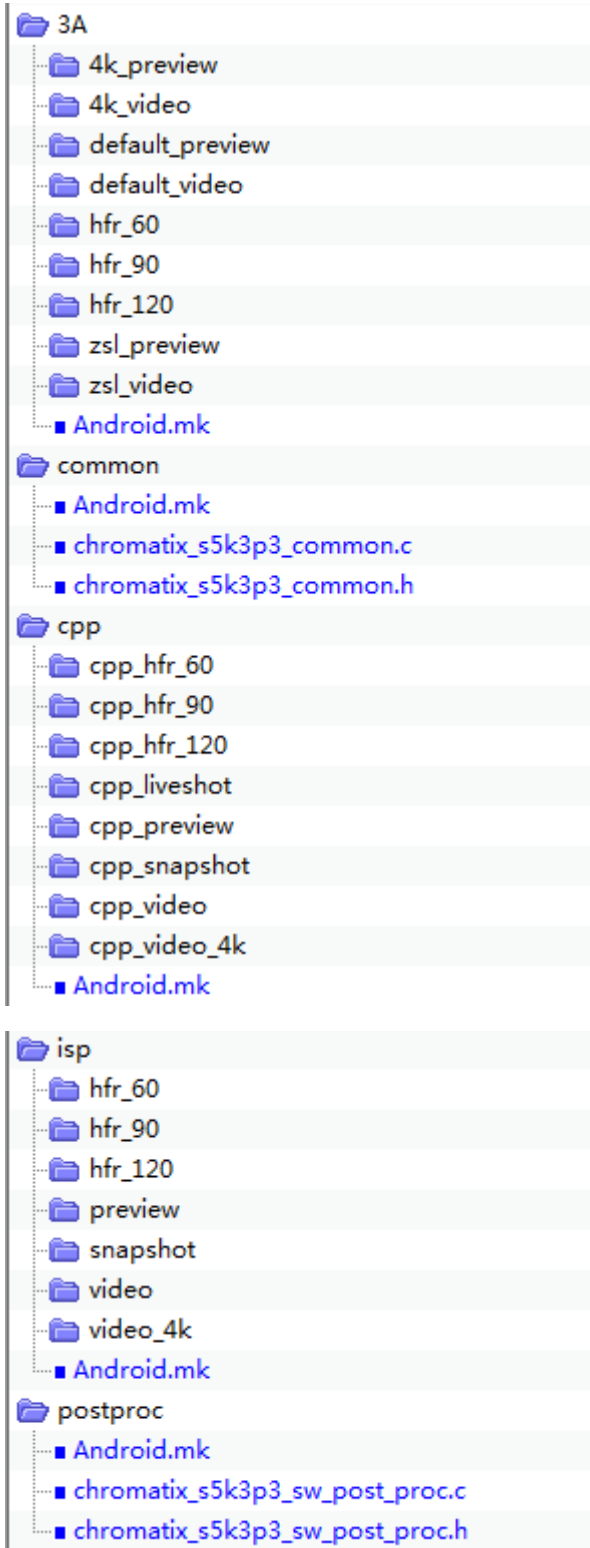 3A
4k_preview
4k_video
default_preview
default_video
hfr_60
hfr_90
hfr_120
zsl_preview
zsl_video
Android.mk
common
Android.mk
chromatix_s5k3p3_common.c
chromatix_s5k3p3_common.h
cpp
cpp_hfr_60
cpp_hfr_90
cpp_hfr_120
cpp_liveshot
cpp_preview
cpp_snapshot
cpp_video
cpp_video_4k
Android.mk
isp
hfr_60
hfr_90
hfr_120
preview
snapshot
video
video_4k
Android.mk
postproc
Android.mk
chromatix_s5k3p3_sw_post_proc.c
chromatix_s5k3p3_sw_post_proc.h